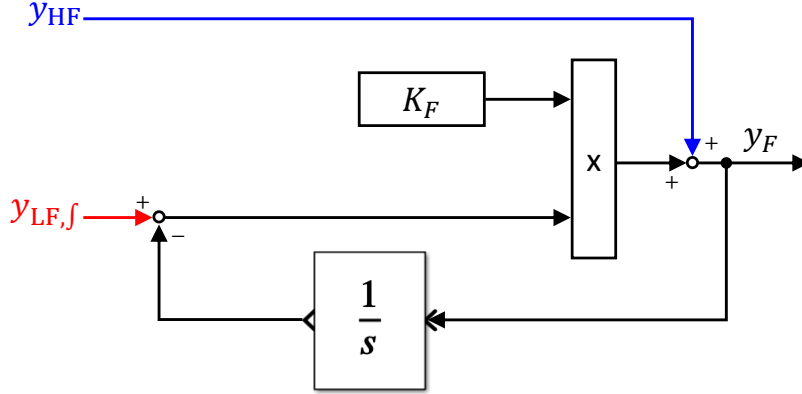 y_HF
K_F
+
y_F
x
+
+
y_LF,∫
−
1
s